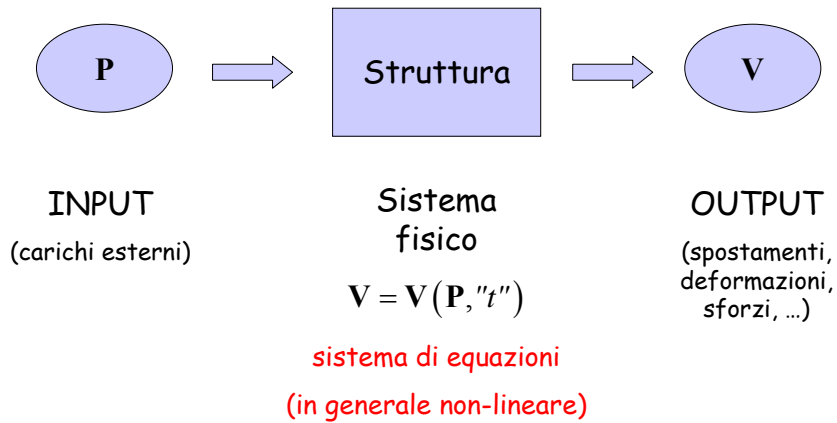 P
Struttura
V
INPUT
(carichi esterni)
Sistema
fisico
V = V(P,"t")
sistema di equazioni
(in generale non-lineare)
OUTPUT
(spostamenti,
deformazioni,
sforzi, …)